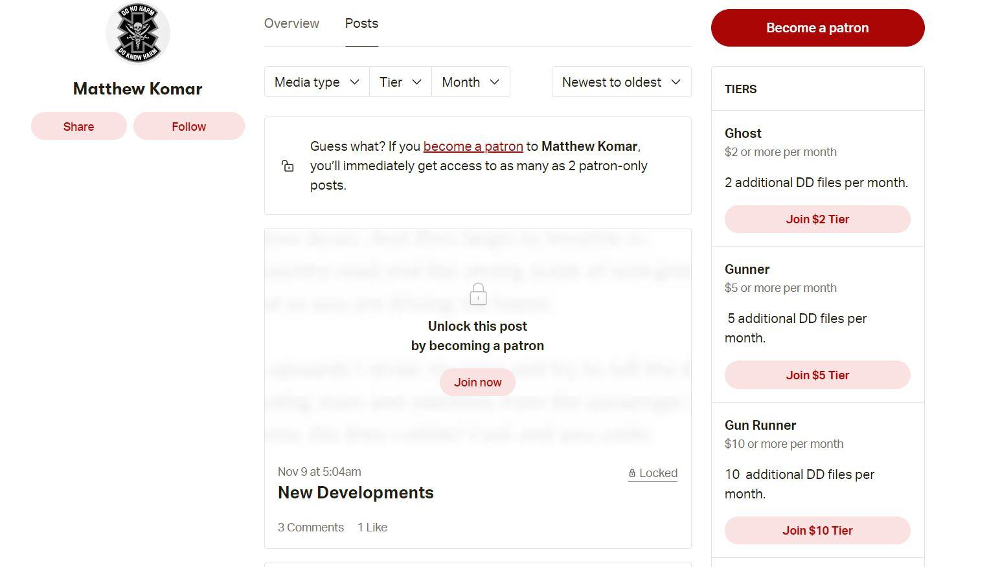 DO NO HARM
DO KNOW HARM
Matthew Komar
Share
Follow
Overview
Posts
Media type
Tier
Month
Newest to oldest
Guess what? If you become a patron to Matthew Komar,
you’ll immediately get access to as many as 2 patron-only
posts.
Unlock this post
by becoming a patron
Join now
Nov 9 at 5:04am
Locked
New Developments
3 Comments
1 Like
Become a patron
TIERS
Ghost
$2 or more per month
2 additional DD files per month.
Join $2 Tier
Gunner
$5 or more per month
5 additional DD files per
month.
Join $5 Tier
Gun Runner
$10 or more per month
10 additional DD files per
month.
Join $10 Tier